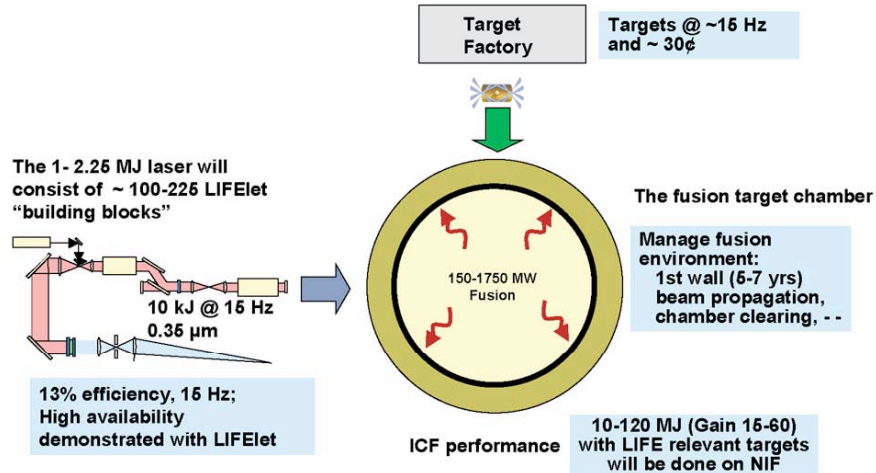 Target
Factory
Targets @ ~15 Hz
and ~ 30¢
The 1- 2.25 MJ laser will
consist of ~ 100-225 LIFElet
“building blocks”
10 kJ @ 15 Hz
0.35 µm
13% efficiency, 15 Hz;
High availability
demonstrated with LIFElet
150-1750 MW
Fusion
The fusion target chamber
Manage fusion
environment:
1st wall (5-7 yrs)
beam propagation,
chamber clearing, - -
ICF performance
10-120 MJ (Gain 15-60)
with LIFE relevant targets
will be done on NIF